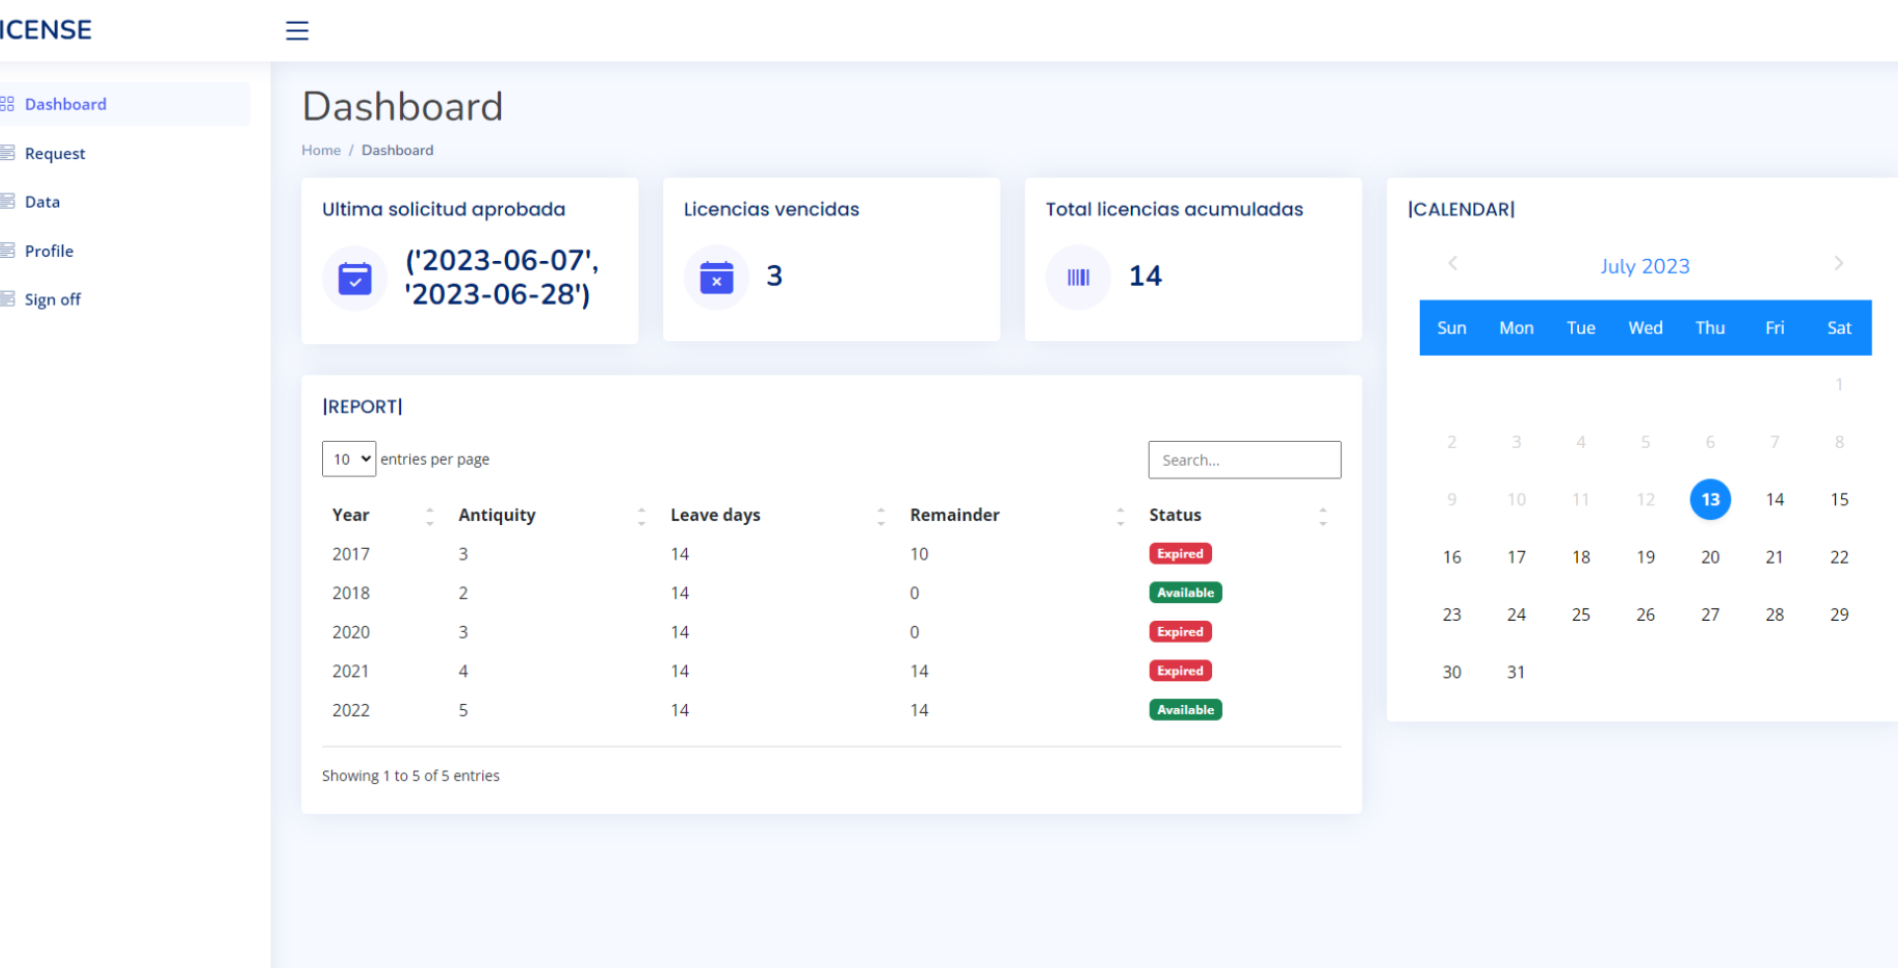 ICENSE
Dashboard
Request
Data
Profile
Sign off
Dashboard
Home / Dashboard
Ultima solicitud aprobada
('2023-06-07',
'2023-06-28')
Licencias vencidas
3
Total licencias acumuladas
14
|REPORT|
10 entries per page
Search...
Year Antiquity Leave days Remainder Status
2017 3 14 10 Expired
2018 2 14 0 Available
2020 3 14 0 Expired
2021 4 14 14 Expired
2022 5 14 14 Available
Showing 1 to 5 of 5 entries
|CALENDAR|
July 2023
Sun Mon Tue Wed Thu Fri Sat
1
2 3 4 5 6 7 8
9 10 11 12 13 14 15
16 17 18 19 20 21 22
23 24 25 26 27 28 29
30 31